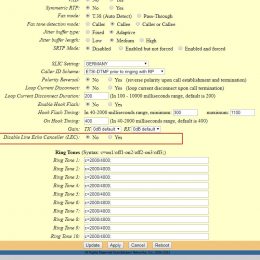 No Yes
Symmetric RTP: No Yes
Fax mode: T.38 (Auto Detect) Pass-Through
Fax tone detection mode: Caller Callee Caller or Callee
Jitter buffer type: Fixed Adaptive
Jitter buffer length: Low Medium High
SRTP Mode: Disabled Enabled but not forced Enabled and forced
SLIC Setting: GERMANY
Caller ID Scheme: ETSI-DTMF prior to ringing with RP
Polarity Reversal: No Yes (reverse polarity upon call establishment and termination)
Loop Current Disconnect: No Yes (loop current disconnect upon call termination)
Loop Current Disconnect Duration: 200 (In 100 - 10000 milliseconds range, default is 200)
Enable Hook Flash: No Yes
Hook Flash Timing: In 40-2000 milliseconds range, minimum: 300 maximum: 1100
On Hook Timing: 400 (In 40-2000 milliseconds range, default is 400)
Gain: TX 0dB default RX 0dB default
Disable Line Echo Canceller (LEC): No Yes
Ring Tones (Syntax: c=on1/off1-on2/off2-on3/off3;)
Ring Tone 1: c=2000/4000;
Ring Tone 2: c=2000/4000;
Ring Tone 3: c=2000/4000;
Ring Tone 4: c=2000/4000;
Ring Tone 5: c=2000/4000;
Ring Tone 6: c=2000/4000;
Ring Tone 7: c=2000/4000;
Ring Tone 8: c=2000/4000;
Ring Tone 9: c=2000/4000;
Ring Tone 10: c=2000/4000;
Update Apply Cancel Reboot